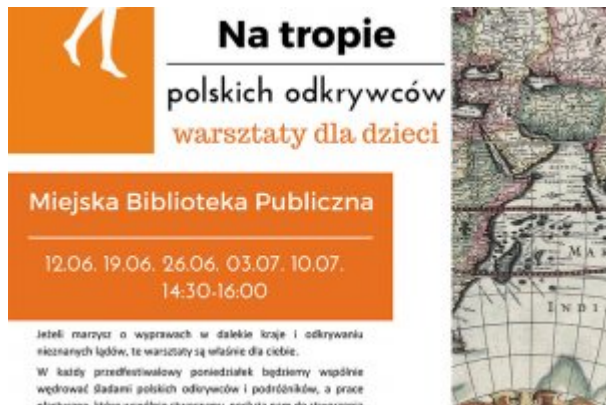 Na tropie
polskich odkrywców
warsztaty dla dzieci
Miejska Biblioteka Publiczna
12.06. 19.06. 26.06. 03.07. 10.07.
14:30-16:00
Jeżeli marzysz o wyprawach w dalekie kraje i odkrywaniu
nieznanych lądów, te warsztaty są właśnie dla ciebie.
W każdy przedfestiwalowy poniedziałek będziemy wspólnie
wędrować śladami polskich odkrywców i podróżników, a prace
MA
INDI